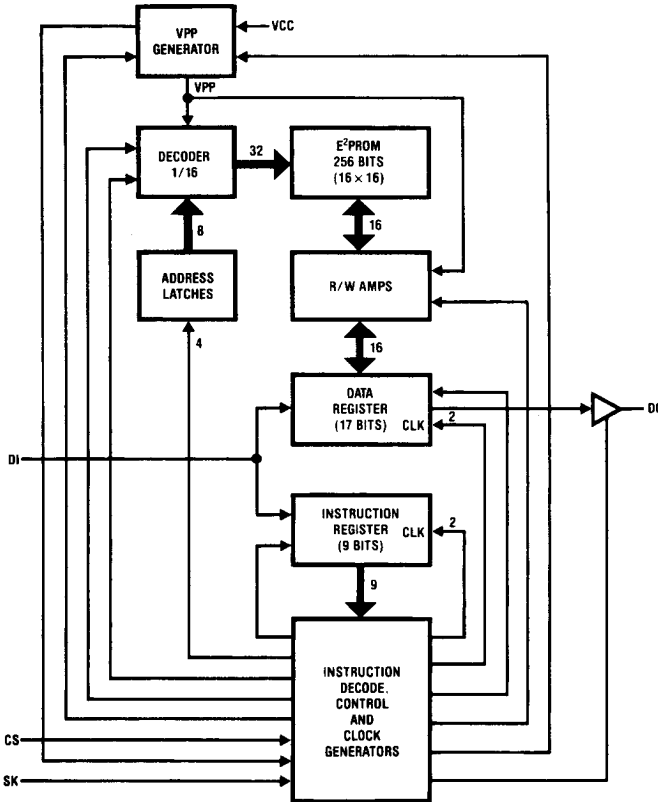 VPP
GENERATOR
VCC
VPP
DECODER
1/16
32
E²PROM
256 BITS
(16 × 16)
8
16
ADDRESS
LATCHES
R/W AMPS
4
16
DATA
REGISTER
(17 BITS)
CLK
2
DO
DI
INSTRUCTION
REGISTER
(9 BITS)
CLK
2
9
INSTRUCTION
DECODE,
CONTROL
AND
CLOCK
GENERATORS
CS
SK